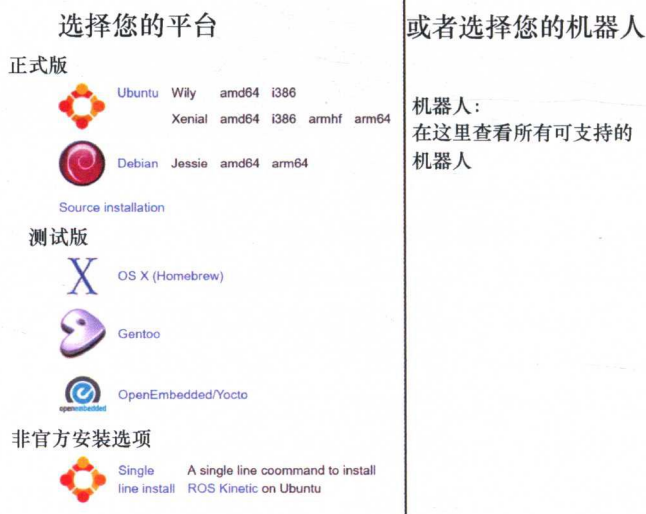 选择您的平台
正式版
Ubuntu Wily amd64 i386
Xenial amd64 i386 armhf arm64
Debian Jessie amd64 arm64
Source installation
测试版
X OS X (Homebrew)
Gentoo
openembedded OpenEmbedded/Yocto
非官方安装选项
Single A single line coommand to install
line install ROS Kinetic on Ubuntu
或者选择您的机器人
机器人：
在这里查看所有可支持的
机器人